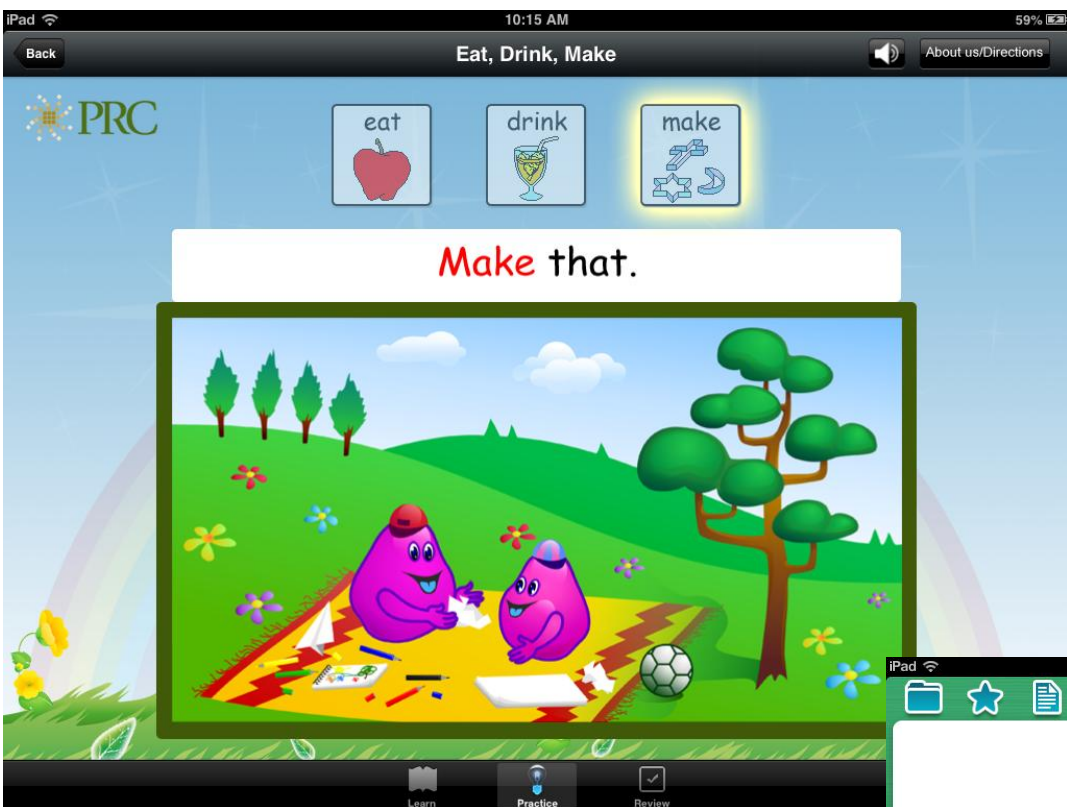 iPad 10:15 AM 59%
Back Eat, Drink, Make About us/Directions
PRC
eat drink make
Make that.
iPad
Learn Practice Review